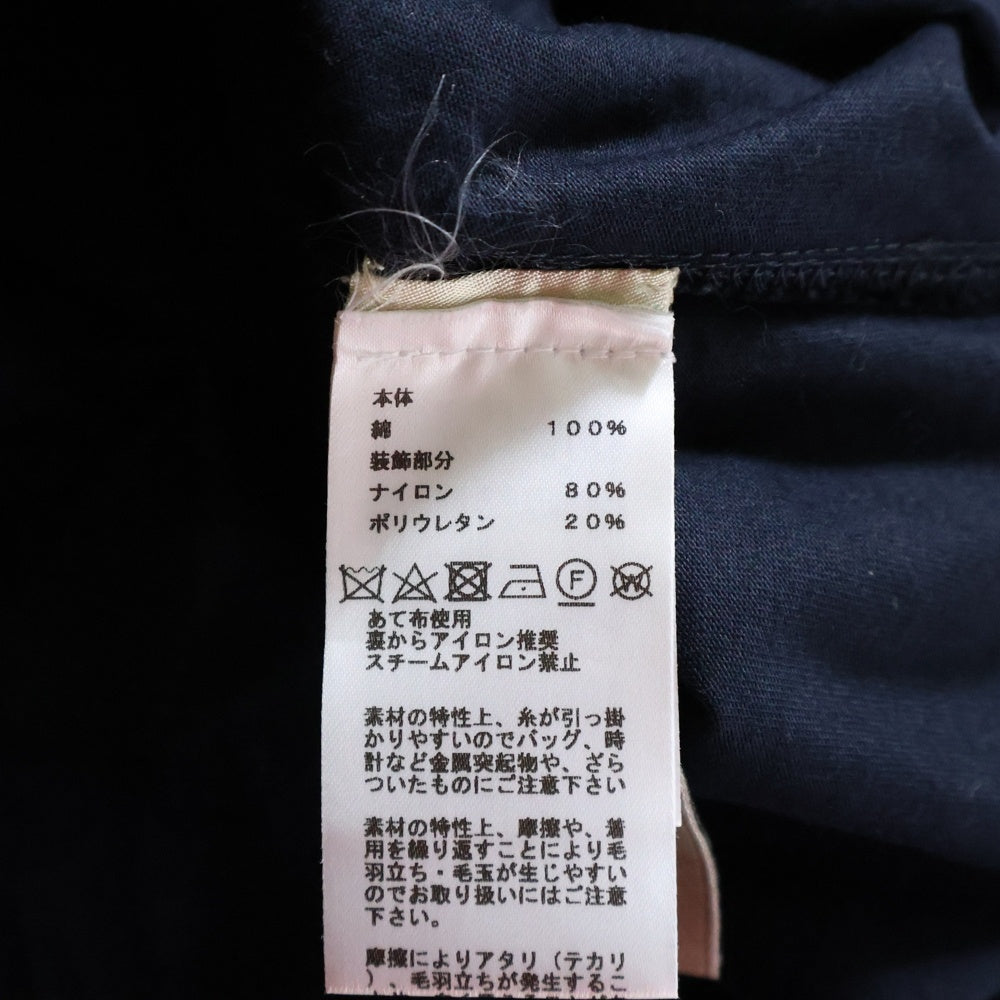 本体
綿 100%
装飾部分
ナイロン 80%
ポリウレタン 20%
F W
あて布使用
裏からアイロン推奨
スチームアイロン禁止
素材の特性上、糸が引っ掛
かりやすいのでバッグ、時
計など金属突起物や、ざら
ついたものにご注意下さい
素材の特性上、摩擦や、着
用を繰り返すことにより毛
羽立ち・毛玉が生じやすい
のでお取り扱いにはご注意
下さい。
摩擦によりアタリ（テカリ
）、毛羽立ちが発生するこ